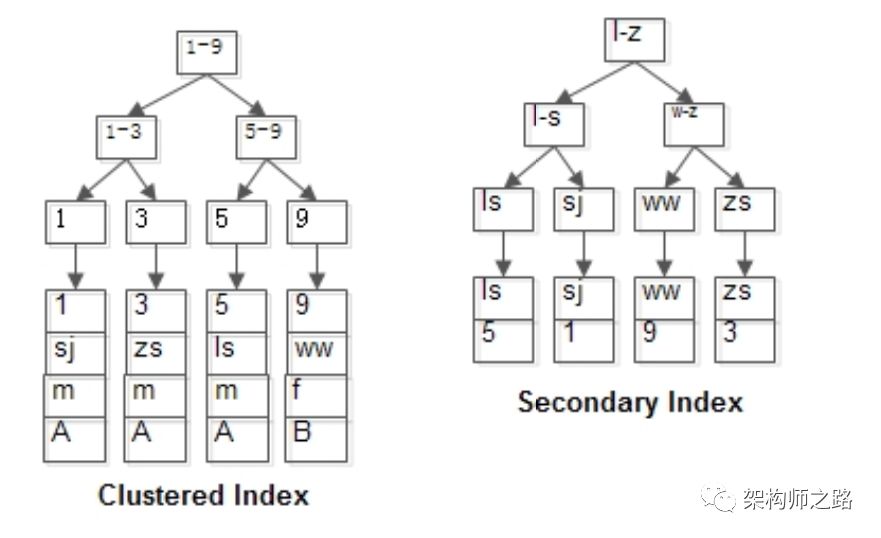 1-9
1-3 5-9
1 3 5 9
1 3 5 9
sj zs ls ww
m m m f
A A A B
Clustered Index
l-z
l-s w-z
ls sj ww zs
ls sj ww zs
5 1 9 3
Secondary Index
架构师之路